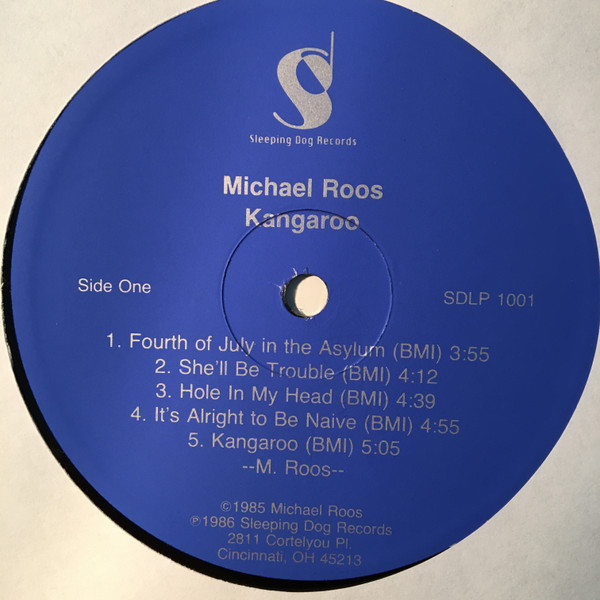 Sleeping Dog Records
Michael Roos
Kangaroo
Side One
SDLP 1001
1. Fourth of July in the Asylum (BMI) 3:55
2. She'll Be Trouble (BMI) 4:12
3. Hole In My Head (BMI) 4:39
4. It's Alright to Be Naive (BMI) 4:55
5. Kangaroo (BMI) 5:05
--M. Roos--
©1985 Michael Roos
℗1986 Sleeping Dog Records
2811 Cortelyou Pl.
Cincinnati, OH 45213